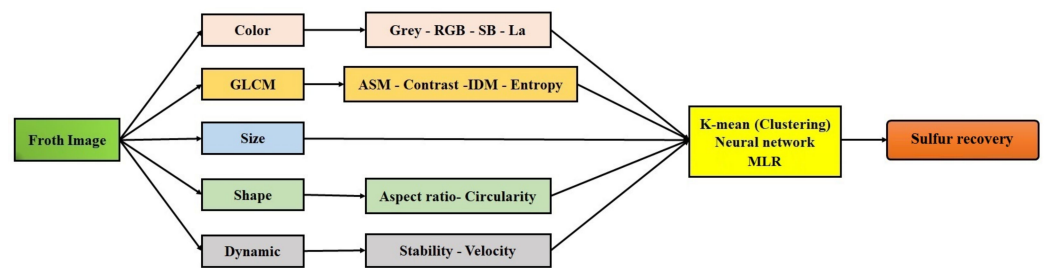 Color
Grey - RGB - SB - La
GLCM
ASM - Contrast -IDM - Entropy
Froth Image
Size
K-mean (Clustering)
Neural network
MLR
Sulfur recovery
Shape
Aspect ratio- Circularity
Dynamic
Stability - Velocity